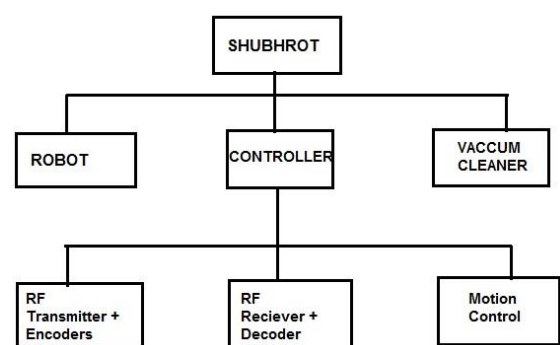 SHUBHROT
ROBOT
CONTROLLER
VACCUM
CLEANER
RF
Transmitter +
Encoders
RF
Reciever +
Decoder
Motion
Control